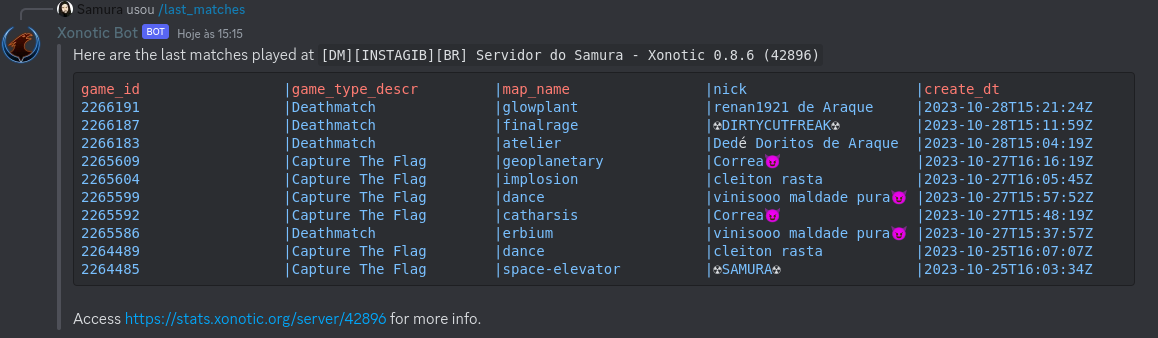 Samura usou /last_matches
Xonotic Bot BOT Hoje às 15:15
Here are the last matches played at [DM][INSTAGIB][BR] Servidor do Samura - Xonotic 0.8.6 (42896)
game_id |game_type_descr |map_name |nick |create_dt
2266191 |Deathmatch |glowplant |renan1921 de Araque |2023-10-28T15:21:24Z
2266187 |Deathmatch |finalrage |☢DIRTYCUTFREAK☢ |2023-10-28T15:11:59Z
2266183 |Deathmatch |atelier |Dedé Doritos de Araque |2023-10-28T15:04:19Z
2265609 |Capture The Flag |geoplanetary |Correa😈 |2023-10-27T16:16:19Z
2265604 |Capture The Flag |implosion |cleiton rasta |2023-10-27T16:05:45Z
2265599 |Capture The Flag |dance |vinisooo maldade pura😈 |2023-10-27T15:57:52Z
2265592 |Capture The Flag |catharsis |Correa😈 |2023-10-27T15:48:19Z
2265586 |Deathmatch |erbium |vinisooo maldade pura😈 |2023-10-27T15:37:57Z
2264489 |Capture The Flag |dance |cleiton rasta |2023-10-25T16:07:07Z
2264485 |Capture The Flag |space-elevator |☢SAMURA☢ |2023-10-25T16:03:34Z
Access https://stats.xonotic.org/server/42896 for more info.